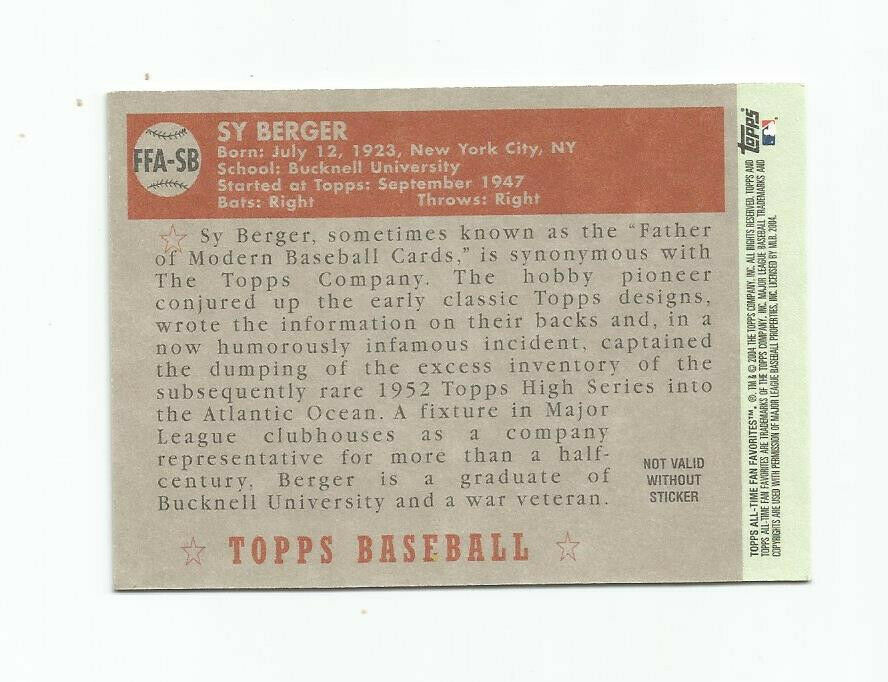 FFA-SB
SY BERGER
Born: July 12, 1923, New York City, NY
School: Bucknell University
Started at Topps: September 1947
Bats: Right Throws: Right
Sy Berger, sometimes known as the “Father
of Modern Baseball Cards,” is synonymous with
The Topps Company. The hobby pioneer
conjured up the early classic Topps designs,
wrote the information on their backs and, in a
now humorously infamous incident, captained
the dumping of the excess inventory of the
subsequently rare 1952 Topps High Series into
the Atlantic Ocean. A fixture in Major
League clubhouses as a company
representative for more than a half-
century, Berger is a graduate of
Bucknell University and a war veteran.
NOT VALID
WITHOUT
STICKER
TOPPS BASEBALL
Topps
TOPPS ALL-TIME FAN FAVORITES™, ®, TM & © 2004 THE TOPPS COMPANY, INC. ALL RIGHTS RESERVED. TOPPS AND
TOPPS ALL-TIME FAN FAVORITES ARE TRADEMARKS OF THE TOPPS COMPANY, INC. MAJOR LEAGUE BASEBALL TRADEMARKS AND
COPYRIGHTS ARE USED WITH PERMISSION OF MAJOR LEAGUE BASEBALL PROPERTIES, INC. LICENSED BY MLB, 2004.